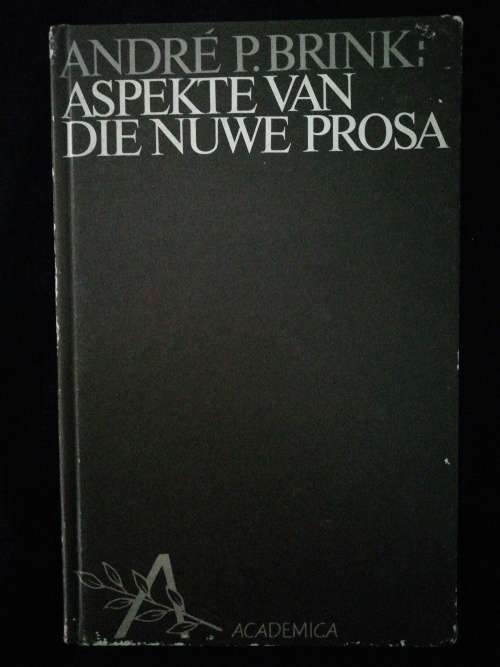 ANDRÉ P. BRINK:
ASPEKTE VAN
DIE NUWE PROSA
A
ACADEMICA